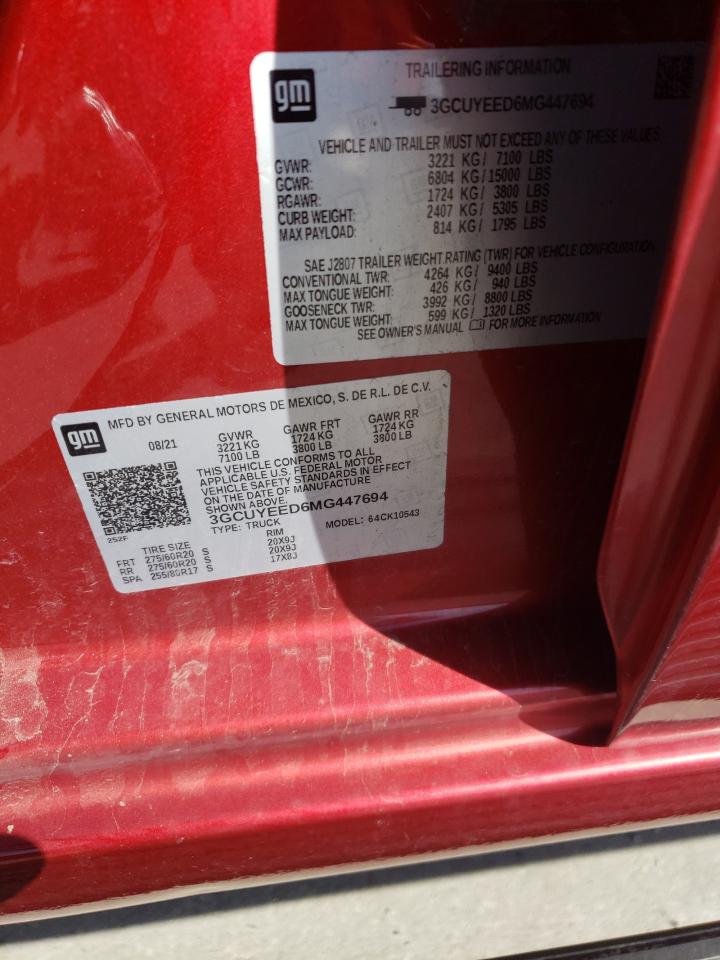 gm
TRAILERING INFORMATION
3GCUYEED6MG447694
VEHICLE AND TRAILER MUST NOT EXCEED ANY OF THESE VALUES.
GVWR: 3221 KG / 7100 LBS
GCWR: 6804 KG / 15000 LBS
RGAWR: 1724 KG / 3800 LBS
CURB WEIGHT: 2407 KG / 5305 LBS
MAX PAYLOAD: 814 KG / 1795 LBS
SAE J2807 TRAILER WEIGHT RATING (TWR) FOR VEHICLE CONFIGURATION
CONVENTIONAL TWR: 4264 KG / 9400 LBS
MAX TONGUE WEIGHT: 426 KG / 940 LBS
GOOSENECK TWR: 3992 KG / 8800 LBS
MAX TONGUE WEIGHT: 599 KG / 1320 LBS
SEE OWNER'S MANUAL FOR MORE INFORMATION
gm
MFD BY GENERAL MOTORS DE MEXICO, S. DE R.L. DE C.V.
08/21 GVWR GAWR FRT GAWR RR
3221 KG 1724 KG 1724 KG
7100 LB 3800 LB 3800 LB
THIS VEHICLE CONFORMS TO ALL
APPLICABLE U.S. FEDERAL MOTOR
VEHICLE SAFETY STANDARDS IN EFFECT
ON THE DATE OF MANUFACTURE
SHOWN ABOVE.
3GCUYEED6MG447694
252F
TYPE: TRUCK MODEL: 64CK10543
TIRE SIZE RIM
FRT 275/60R20 S 20X9J
RR 275/60R20 S 20X9J
SPA 255/80R17 S 17X8J